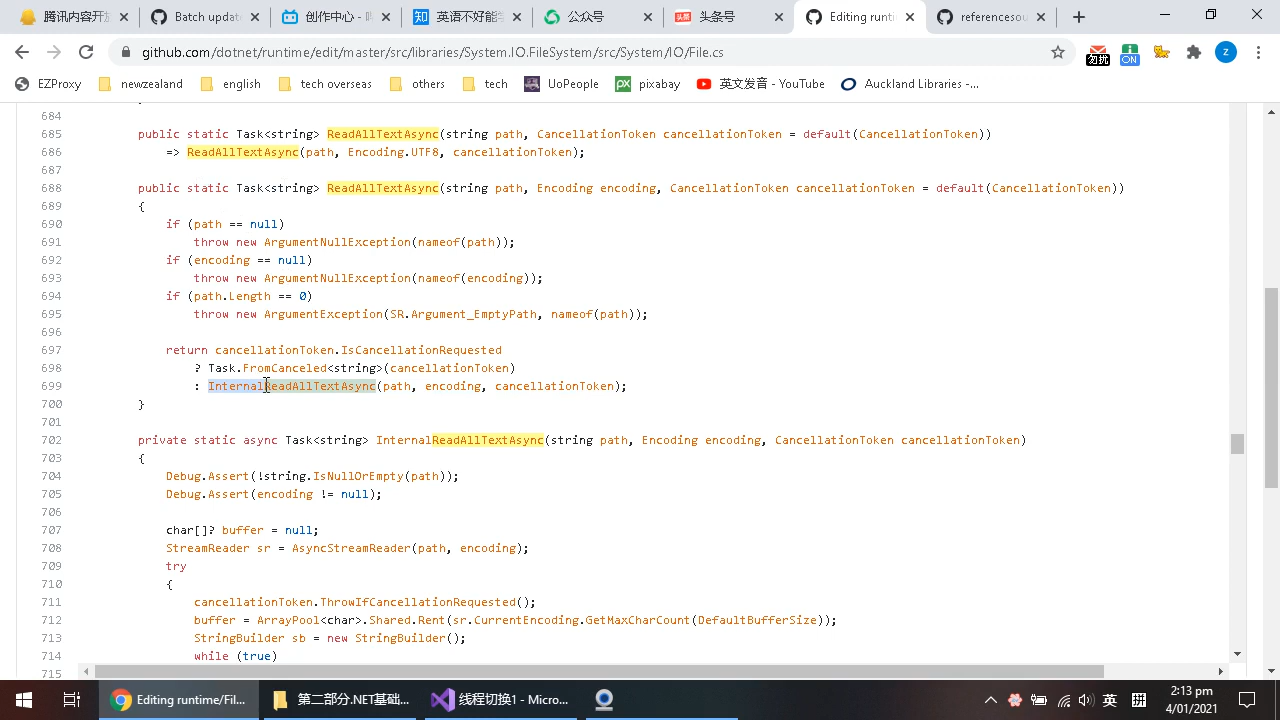 腾讯内容开
Batch updat
创作中心 - 哔
英语不好能学
公众号
头条号
Editing runti
referencesou
github.com/dotnet/runtime/edit/master/src/libraries/System.IO.FileSystem/src/System/IO/File.cs
勿扰
ON
z
EZProxy
newzealand
english
tech overseas
others
tech
UoPeople
px pixabay
英文发音 - YouTube
Auckland Libraries -...
684
685 public static Task<string> ReadAllTextAsync(string path, CancellationToken cancellationToken = default(CancellationToken))
686 => ReadAllTextAsync(path, Encoding.UTF8, cancellationToken);
687
688 public static Task<string> ReadAllTextAsync(string path, Encoding encoding, CancellationToken cancellationToken = default(CancellationToken))
689 {
690 if (path == null)
691 throw new ArgumentNullException(nameof(path));
692 if (encoding == null)
693 throw new ArgumentNullException(nameof(encoding));
694 if (path.Length == 0)
695 throw new ArgumentException(SR.Argument_EmptyPath, nameof(path));
696
697 return cancellationToken.IsCancellationRequested
698 ? Task.FromCanceled<string>(cancellationToken)
699 : InternalReadAllTextAsync(path, encoding, cancellationToken);
700 }
701
702 private static async Task<string> InternalReadAllTextAsync(string path, Encoding encoding, CancellationToken cancellationToken)
703 {
704 Debug.Assert(!string.IsNullOrEmpty(path));
705 Debug.Assert(encoding != null);
706
707 char[]? buffer = null;
708 StreamReader sr = AsyncStreamReader(path, encoding);
709 try
710 {
711 cancellationToken.ThrowIfCancellationRequested();
712 buffer = ArrayPool<char>.Shared.Rent(sr.CurrentEncoding.GetMaxCharCount(DefaultBufferSize));
713 StringBuilder sb = new StringBuilder();
714 while (true)
715
Editing runtime/Fil...
第二部分.NET基础...
线程切换1 - Micro...
英
拼
2:13 pm
4/01/2021